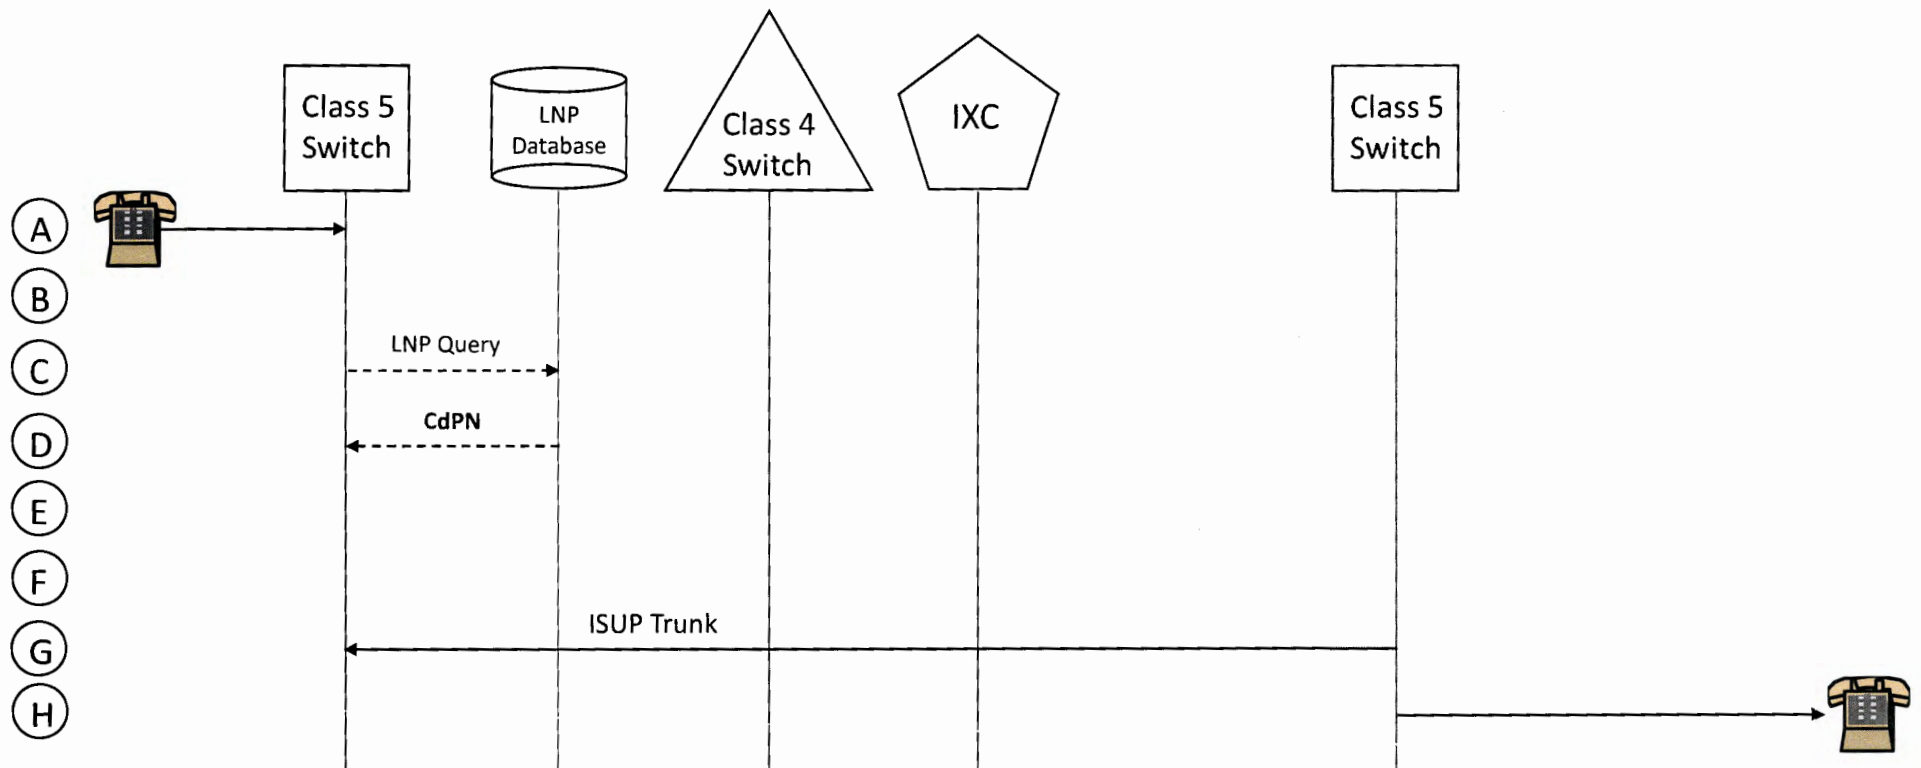 Class 5
Switch
LNP
Database
Class 4
Switch
IXC
Class 5
Switch
A
B
LNP Query
C
CdPN
D
E
F
ISUP Trunk
G
H